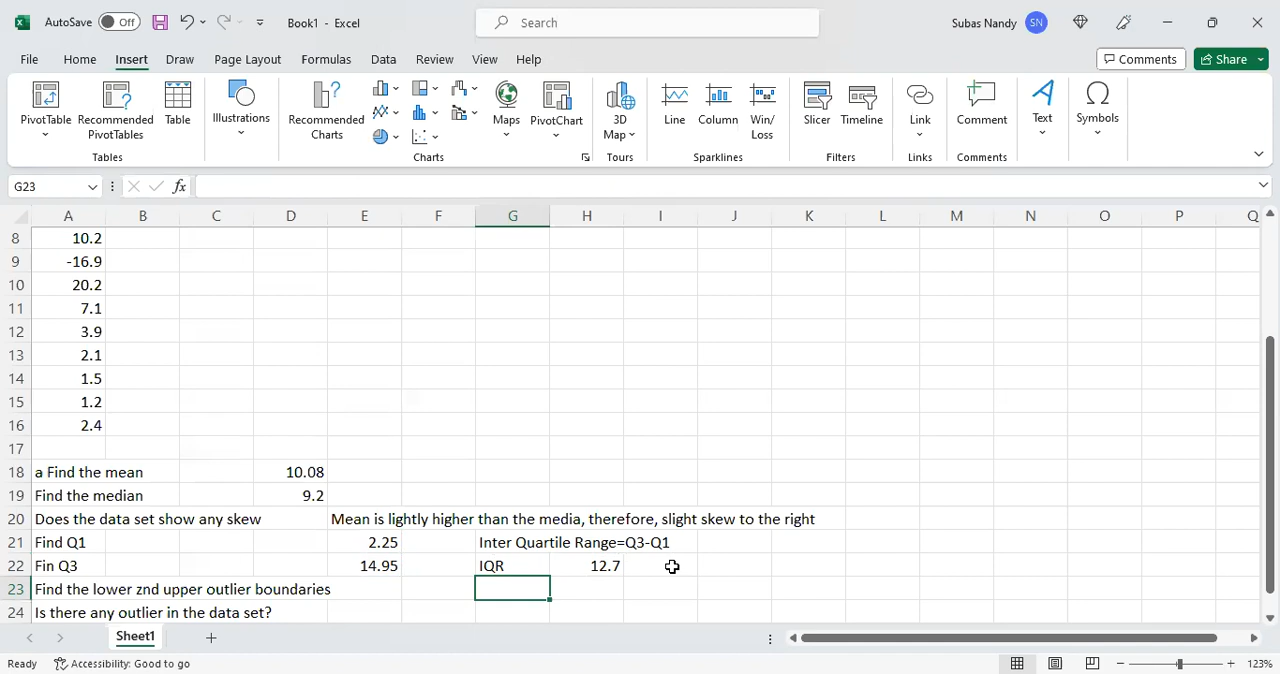 AutoSave Off Book1 - Excel Search Subas Nandy SN
File Home Insert Draw Page Layout Formulas Data Review View Help Comments Share
PivotTable Recommended PivotTables Table Illustrations Recommended Charts Maps PivotChart 3D Map Line Column Win/Loss Slicer Timeline Link Comment Text Symbols
Tables Charts Tours Sparklines Filters Links Comments
G23 fx
A B C D E F G H I J K L M N O P Q
8 10.2
9 -16.9
10 20.2
11 7.1
12 3.9
13 2.1
14 1.5
15 1.2
16 2.4
17
18 a Find the mean 10.08
19 Find the median 9.2
20 Does the data set show any skew Mean is lightly higher than the media, therefore, slight skew to the right
21 Find Q1 2.25 Inter Quartile Range=Q3-Q1
22 Fin Q3 14.95 IQR 12.7
23 Find the lower znd upper outlier boundaries
24 Is there any outlier in the data set?
Sheet1
Ready Accessibility: Good to go 123%